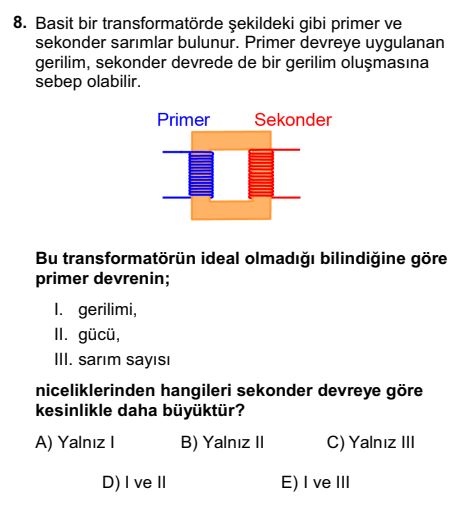 8. Basit bir transformatörde şekildeki gibi primer ve
sekonder sarımlar bulunur. Primer devreye uygulanan
gerilim, sekonder devrede de bir gerilim oluşmasına
sebep olabilir.
Primer Sekonder
Bu transformatörün ideal olmadığı bilindiğine göre
primer devrenin;
I. gerilimi,
II. gücü,
III. sarım sayısı
niceliklerinden hangileri sekonder devreye göre
kesinlikle daha büyüktür?
A) Yalnız I B) Yalnız II C) Yalnız III
D) I ve II E) I ve III